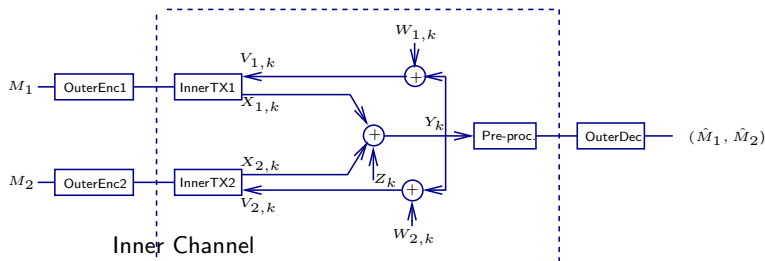 W_{1,k}
V_{1,k}
M_1 OuterEnc1 InnerTX1
X_{1,k}
+
+ Y_k Pre-proc. OuterDec (\hat{M}_1, \hat{M}_2)
X_{2,k}
Z_k
M_2 OuterEnc2 InnerTX2
V_{2,k}
+
W_{2,k}
Inner Channel